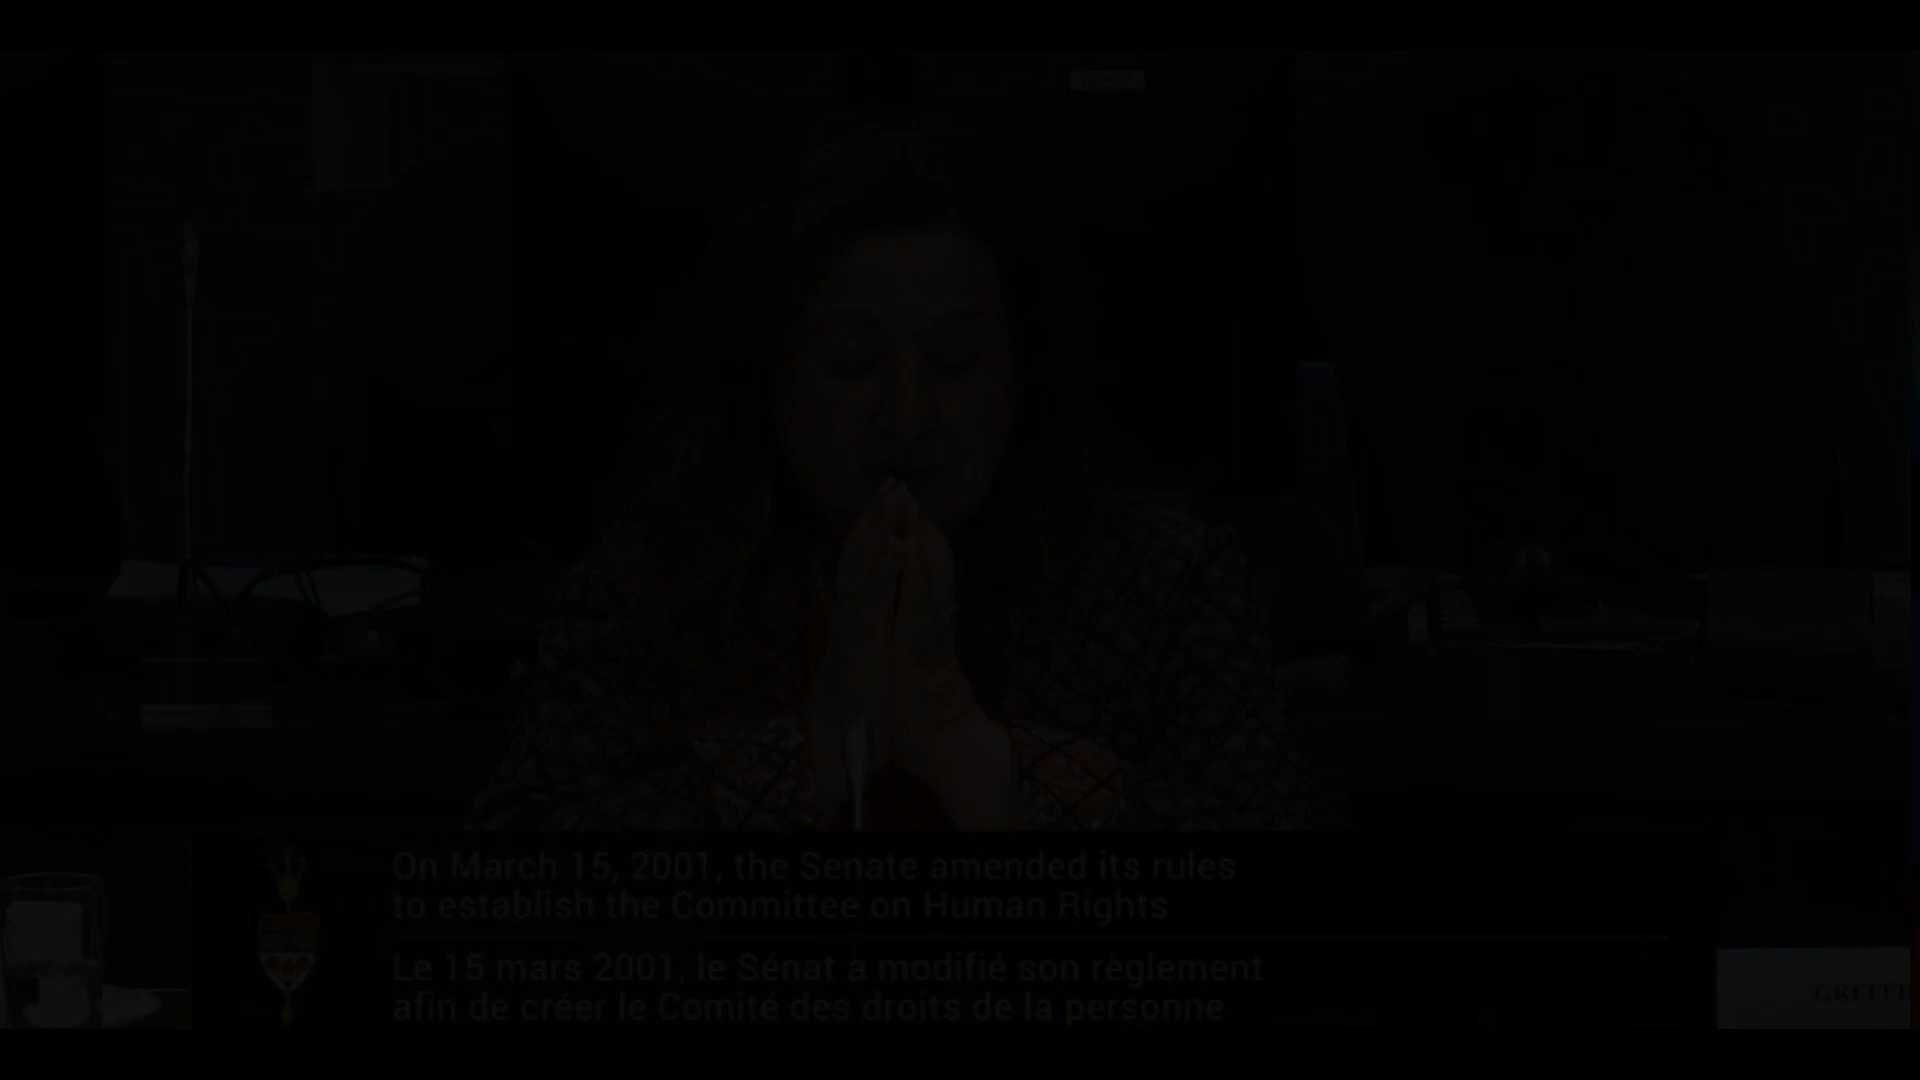 On March 15, 2001, the Senate amended its rules
to establish the Committee on Human Rights
Le 15 mars 2001, le Sénat a modifié son règlement
afin de créer le Comité des droits de la personne